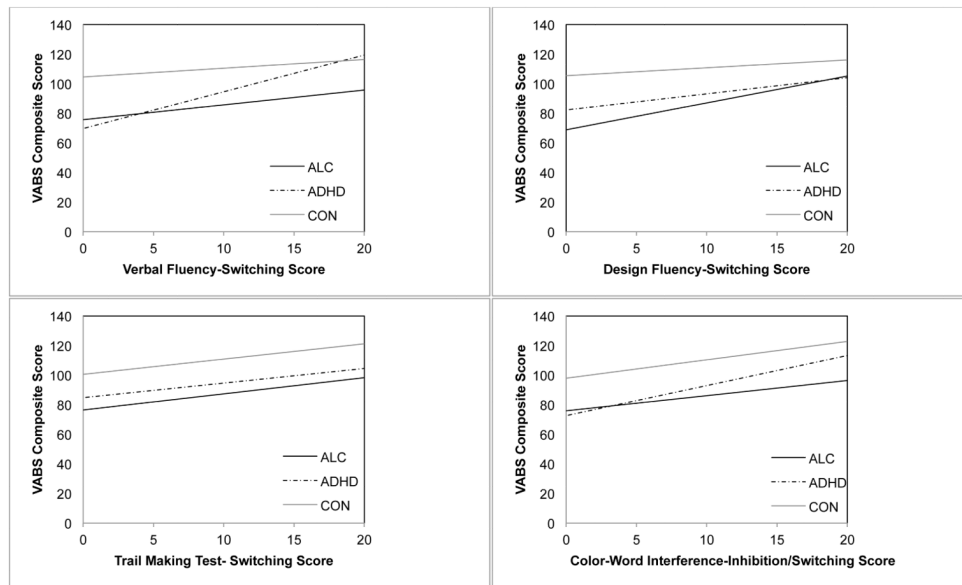 140
120
100
80
60
40
20
0
VABS Composite Score
ALC
ADHD
CON
0 5 10 15 20
Verbal Fluency-Switching Score
140
120
100
80
60
40
20
0
VABS Composite Score
ALC
ADHD
CON
0 5 10 15 20
Design Fluency-Switching Score
140
120
100
80
60
40
20
0
VABS Composite Score
ALC
ADHD
CON
0 5 10 15 20
Trail Making Test- Switching Score
140
120
100
80
60
40
20
0
VABS Composite Score
ALC
ADHD
CON
0 5 10 15 20
Color-Word Interference-Inhibition/Switching Score